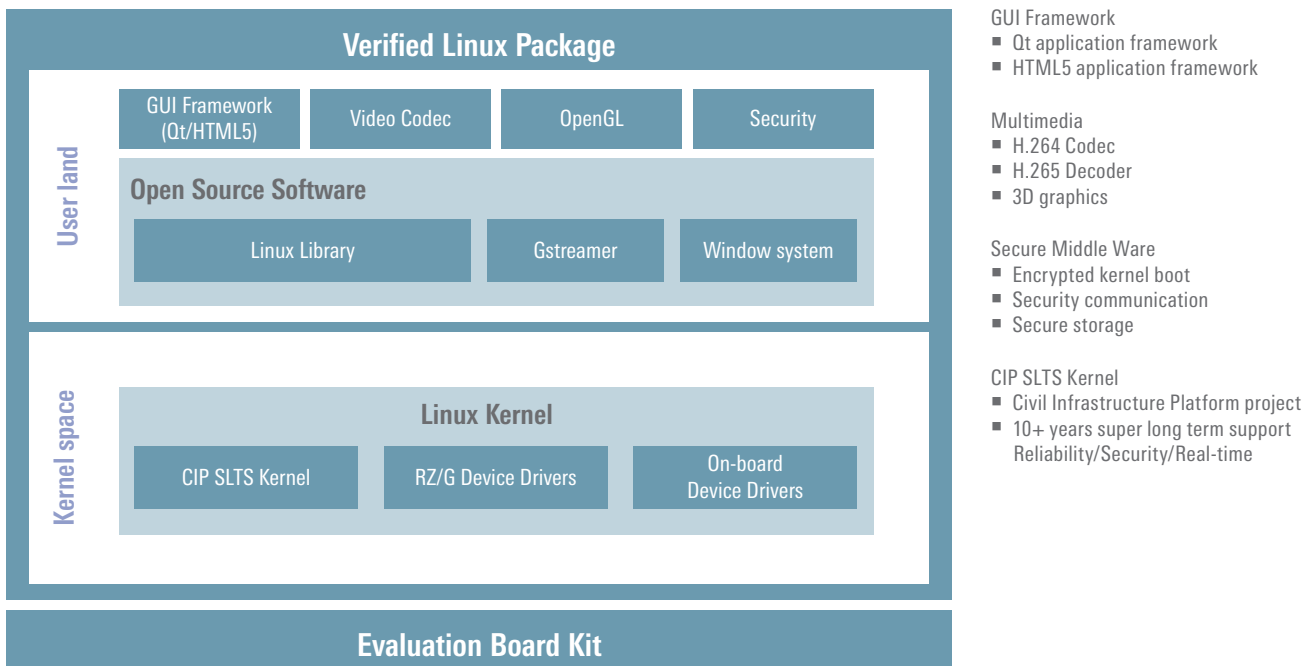 Verified Linux Package
User land
GUI Framework
(Qt/HTML5)
Video Codec
OpenGL
Security
Open Source Software
Linux Library
Gstreamer
Window system
Kernel space
Linux Kernel
CIP SLTS Kernel
RZ/G Device Drivers
On-board
Device Drivers
Evaluation Board Kit
GUI Framework
■ Qt application framework
■ HTML5 application framework
Multimedia
■ H.264 Codec
■ H.265 Decoder
■ 3D graphics
Secure Middle Ware
■ Encrypted kernel boot
■ Security communication
■ Secure storage
CIP SLTS Kernel
■ Civil Infrastructure Platform project
■ 10+ years super long term support
Reliability/Security/Real-time